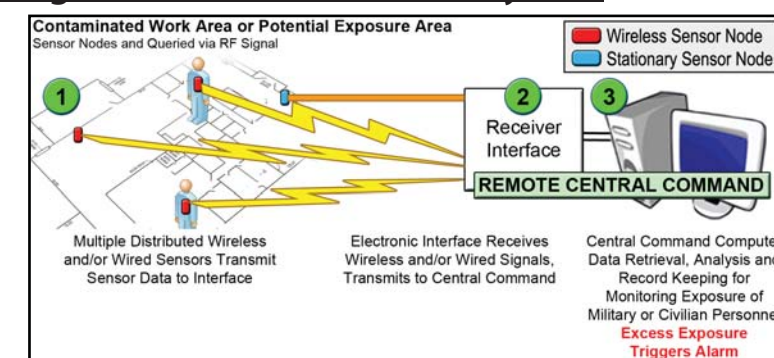 Contaminated Work Area or Potential Exposure Area
Sensor Nodes and Queried via RF Signal
Wireless Sensor Node
Stationary Sensor Node
1
2
3
Receiver
Interface
REMOTE CENTRAL COMMAND
Multiple Distributed Wireless
and/or Wired Sensors Transmit
Sensor Data to Interface
Electronic Interface Receives
Wireless and/or Wired Signals,
Transmits to Central Command
Central Command Computer
Data Retrieval, Analysis and
Record Keeping for
Monitoring Exposure of
Military or Civilian Personnel
Excess Exposure
Triggers Alarm